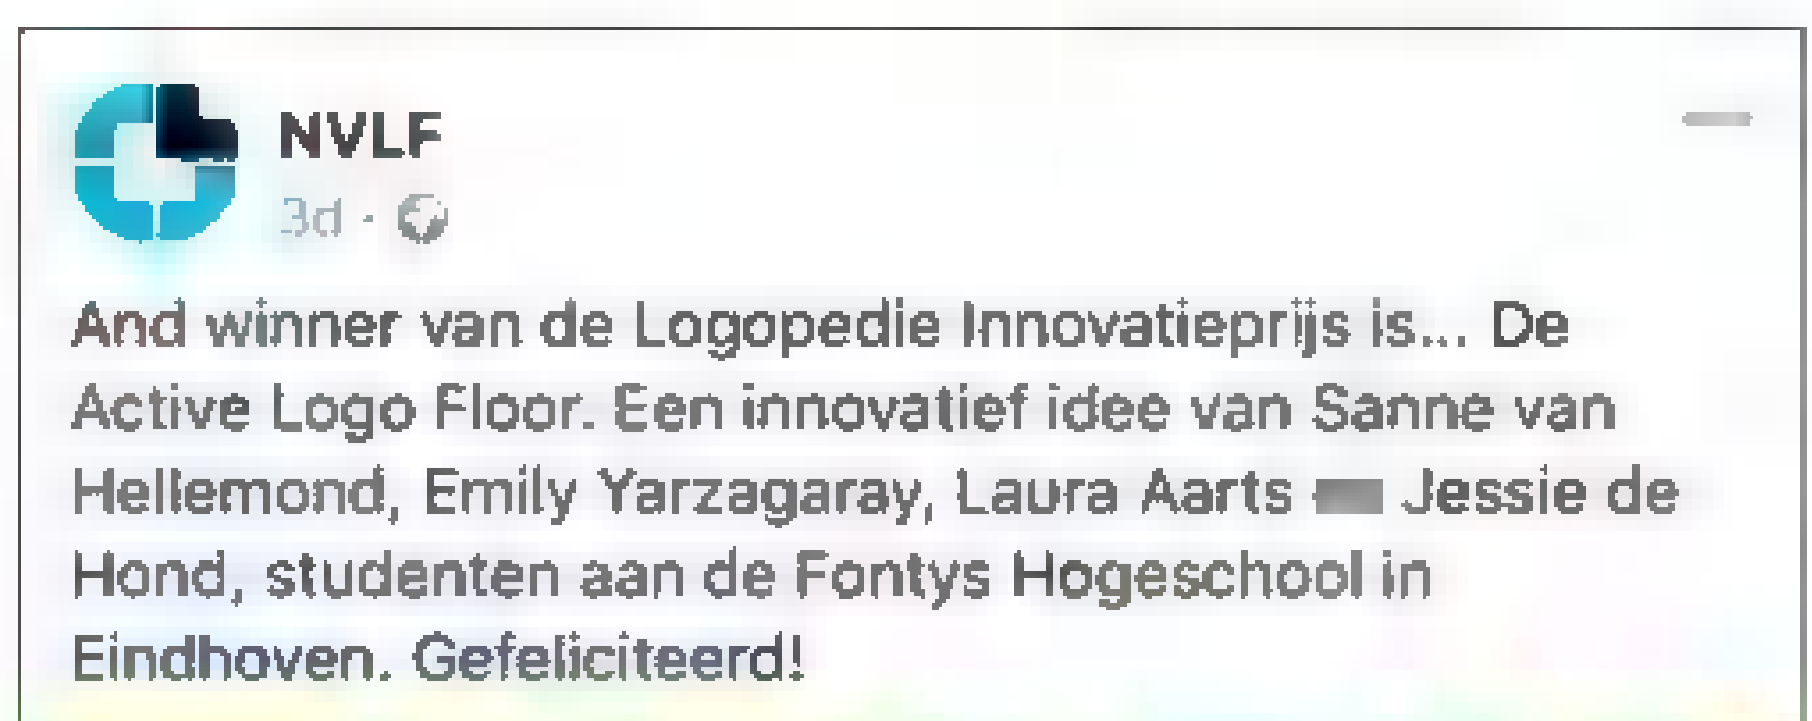 NVLF
3d ·
And winner van de Logopedie Innovatieprijs is... De
Active Logo Floor. Een innovatief idee van Sanne van
Hellemond, Emily Yarzagaray, Laura Aarts Jessie de
Hond, studenten aan de Fontys Hogeschool in
Eindhoven. Gefeliciteerd!